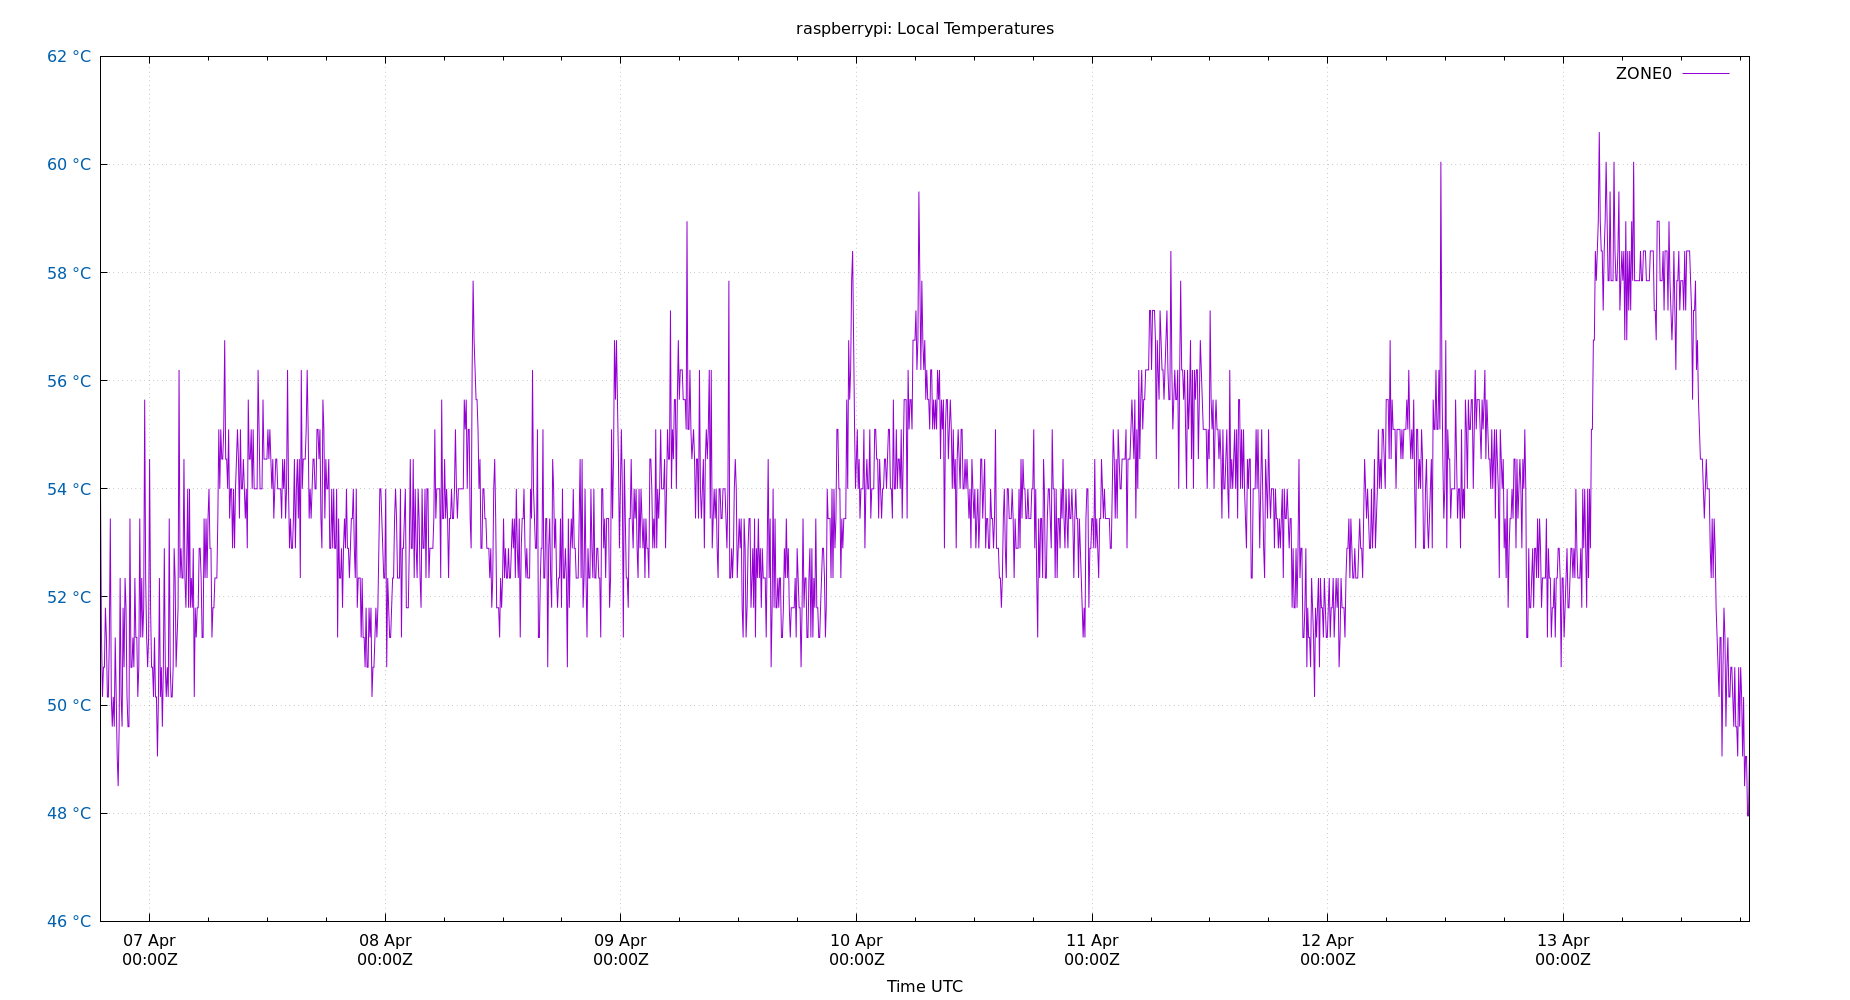 raspberrypi: Local Temperatures
ZONE0
62 °C
60 °C
58 °C
56 °C
54 °C
52 °C
50 °C
48 °C
46 °C
07 Apr 08 Apr 09 Apr 10 Apr 11 Apr 12 Apr 13 Apr
00:00Z 00:00Z 00:00Z 00:00Z 00:00Z 00:00Z 00:00Z
Time UTC